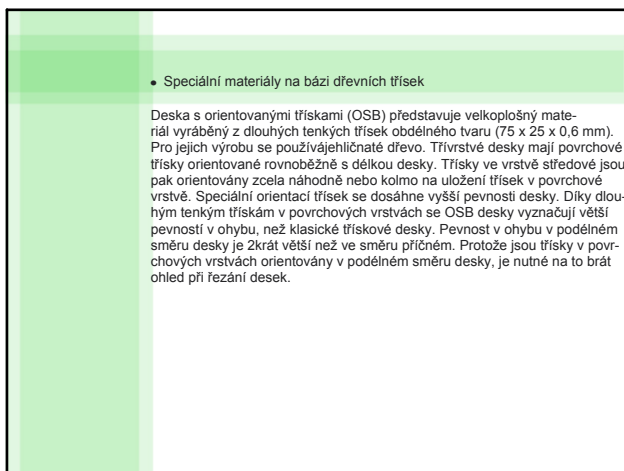 • Speciální materiály na bázi dřevních třísek
Deska s orientovanými třískami (OSB) představuje velkoplošný mate-
riál vyráběný z dlouhých tenkých třísek obdélného tvaru (75 x 25 x 0,6 mm).
Pro jejich výrobu se používájehličnaté dřevo. Třívrstvé desky mají povrchové
třísky orientované rovnoběžně s délkou desky. Třísky ve vrstvě středové jsou
pak orientovány zcela náhodně nebo kolmo na uložení třísek v povrchové
vrstvě. Speciální orientací třísek se dosáhne vyšší pevnosti desky. Díky dlou-
hým tenkým třískám v povrchových vrstvách se OSB desky vyznačují větší
pevností v ohybu, než klasické třískové desky. Pevnost v ohybu v podélném
směru desky je 2krát větší než ve směru příčném. Protože jsou třísky v povr-
chových vrstvách orientovány v podélném směru desky, je nutné na to brát
ohled při řezání desek.